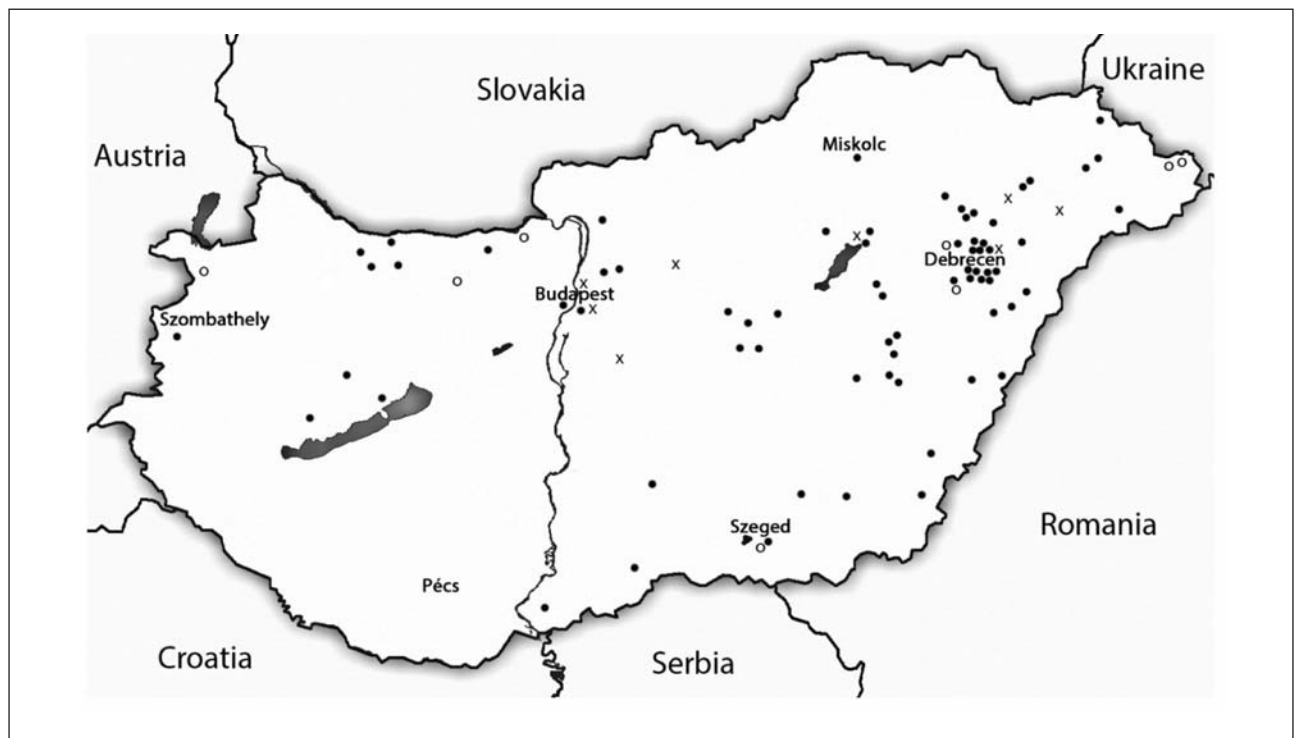 Slovakia
Ukraine
Austria
Miskolc
Debrecen
Budapest
Szombathely
Szeged
Romania
Pécs
Croatia
Serbia